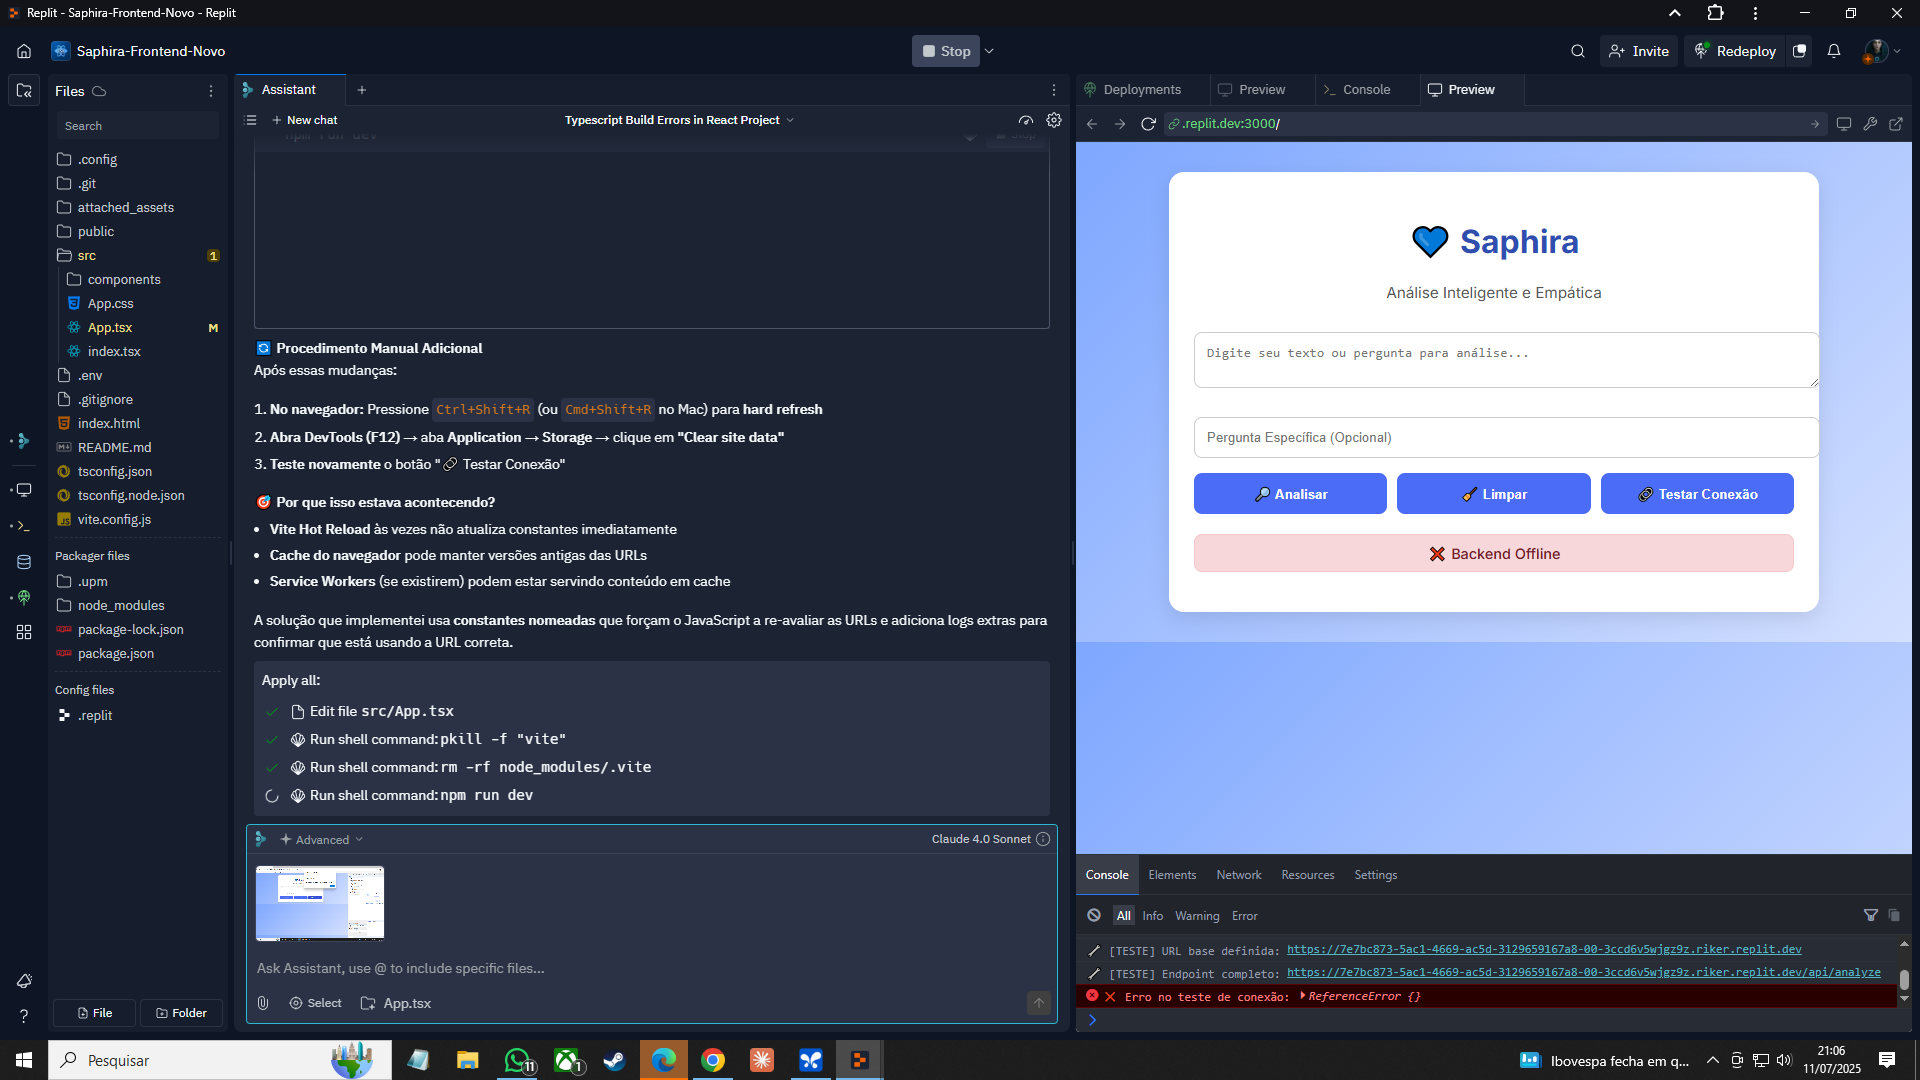 Replit - Saphira-Frontend-Novo - Replit
Saphira-Frontend-Novo
Stop
Invite
Redeploy
Files
Search
.config
.git
attached_assets
public
src
1
components
App.css
App.tsx
M
index.tsx
.env
.gitignore
index.html
README.md
tsconfig.json
tsconfig.node.json
vite.config.js
Packager files
.upm
node_modules
package-lock.json
package.json
Config files
.replit
File
Folder
Assistant
New chat
Typescript Build Errors in React Project
npm run dev
Stop
Procedimento Manual Adicional
Após essas mudanças:
1. No navegador: Pressione Ctrl+Shift+R (ou Cmd+Shift+R no Mac) para hard refresh
2. Abra DevTools (F12) → aba Application → Storage → clique em "Clear site data"
3. Teste novamente o botão "🔗 Testar Conexão"
Por que isso estava acontecendo?
• Vite Hot Reload às vezes não atualiza constantes imediatamente
• Cache do navegador pode manter versões antigas das URLs
• Service Workers (se existirem) podem estar servindo conteúdo em cache
A solução que implementei usa constantes nomeadas que forçam o JavaScript a re-avaliar as URLs e adiciona logs extras para
confirmar que está usando a URL correta.
Apply all:
Edit file src/App.tsx
Run shell command: pkill -f "vite"
Run shell command: rm -rf node_modules/.vite
Run shell command: npm run dev
Advanced
Claude 4.0 Sonnet
Ask Assistant, use @ to include specific files...
Select
App.tsx
Deployments
Preview
Console
Preview
.replit.dev:3000/
Saphira
Análise Inteligente e Empática
Digite seu texto ou pergunta para análise...
Pergunta Específica (Opcional)
Analisar
Limpar
Testar Conexão
Backend Offline
Console
Elements
Network
Resources
Settings
All
Info
Warning
Error
[TESTE] URL base definida: https://7e7bc873-5ac1-4669-ac5d-3129659167a8-00-3ccd6v5wjgz9z.riker.replit.dev
[TESTE] Endpoint completo: https://7e7bc873-5ac1-4669-ac5d-3129659167a8-00-3ccd6v5wjgz9z.riker.replit.dev/api/analyze
Erro no teste de conexão: ReferenceError {}
Pesquisar
11
1
Ibovespa fecha em q...
21:06
11/07/2025